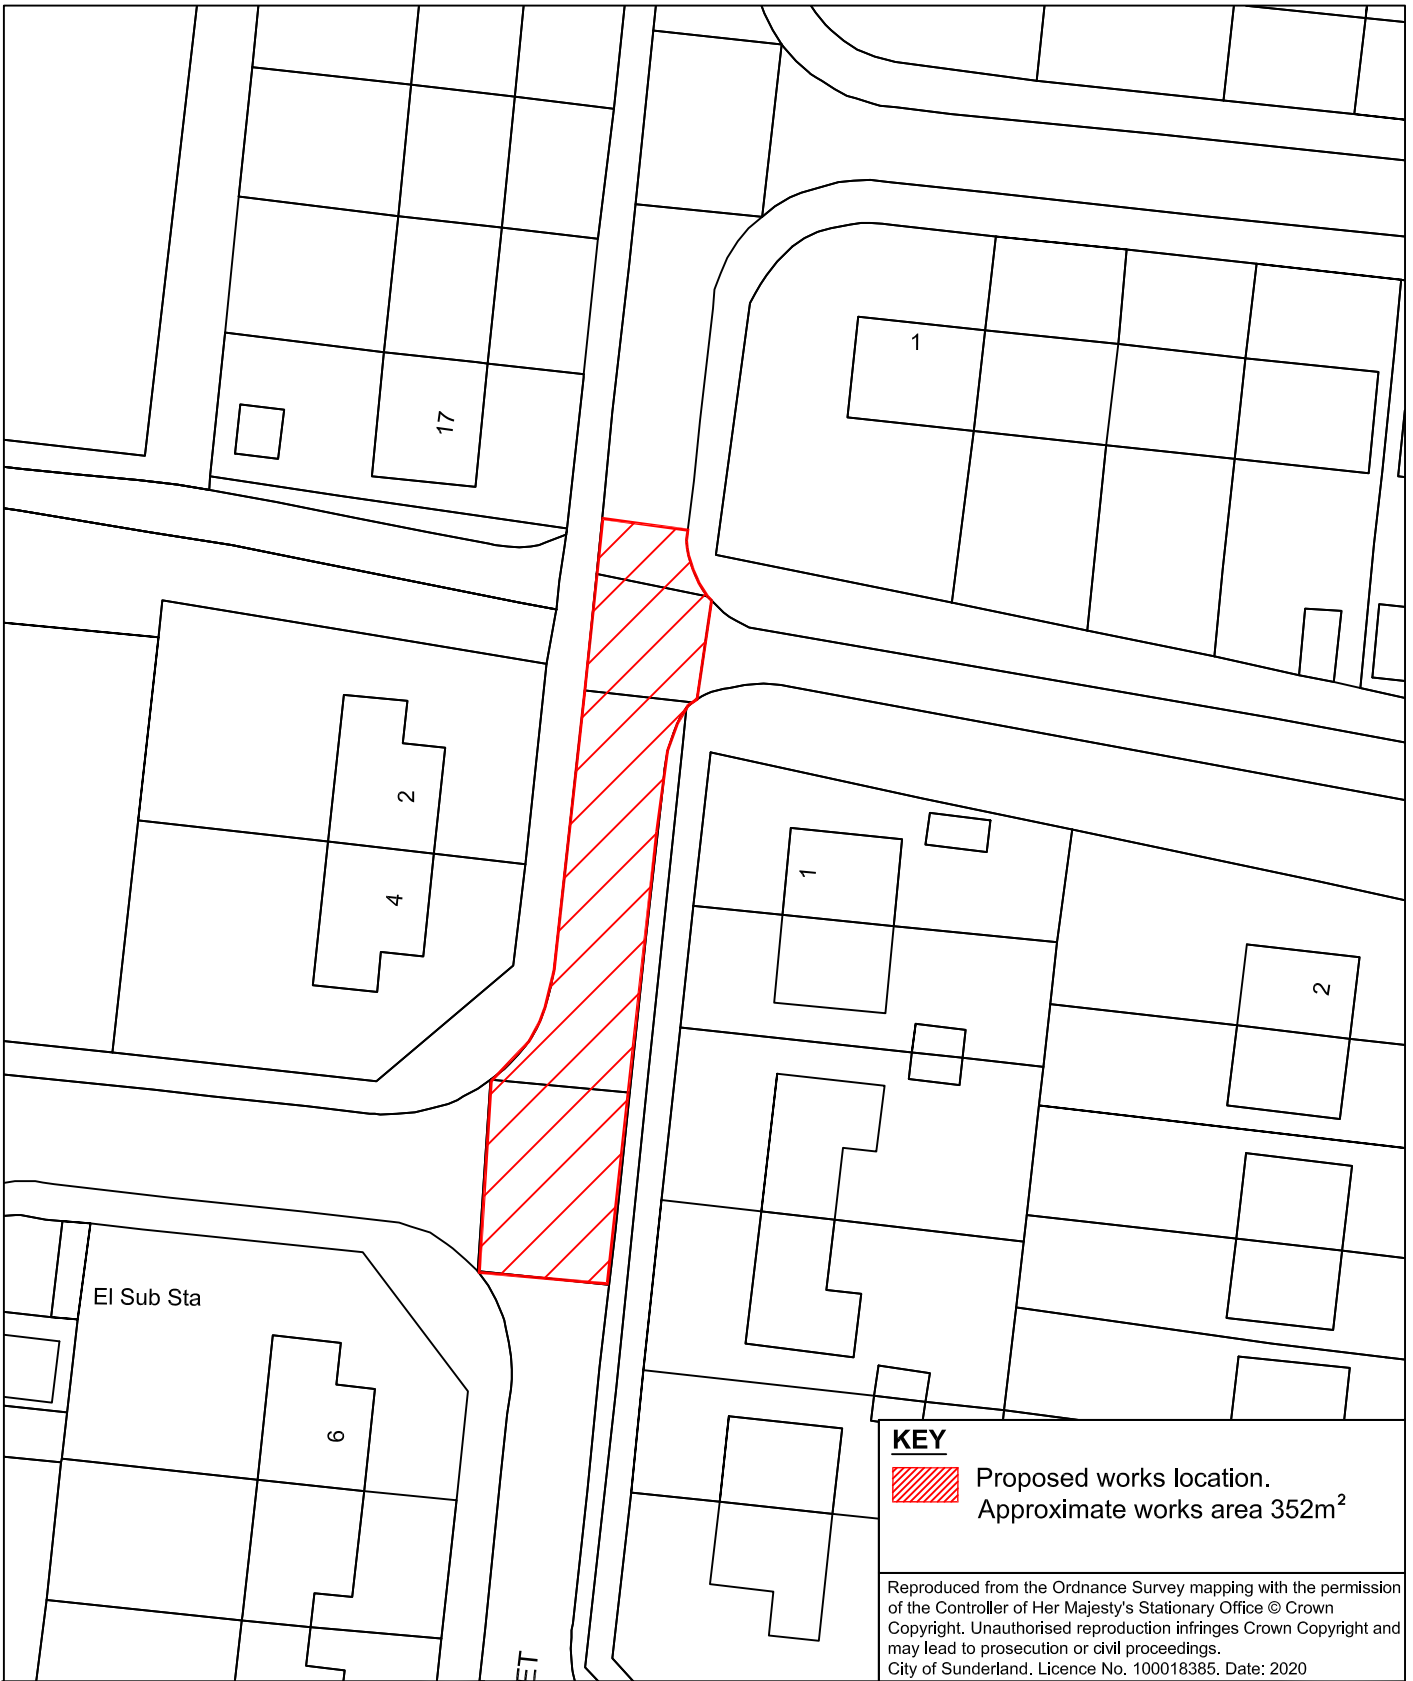 1
17
2
4
1
2
El Sub Sta
6
ET
KEY
Proposed works location.
Approximate works area 352m²
Reproduced from the Ordnance Survey mapping with the permission
of the Controller of Her Majesty's Stationary Office © Crown
Copyright. Unauthorised reproduction infringes Crown Copyright and
may lead to prosecution or civil proceedings.
City of Sunderland. Licence No. 100018385. Date: 2020